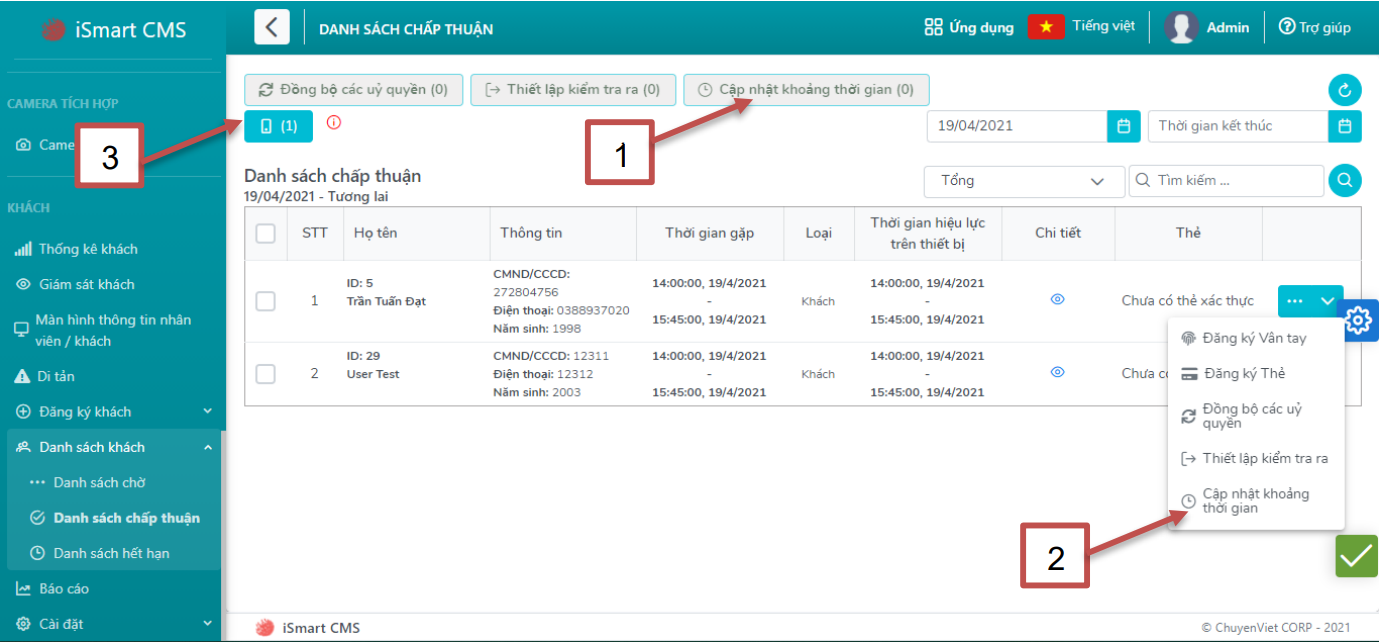 iSmart CMS
DANH SÁCH CHẤP THUẬN
Ứng dụng
Tiếng việt
Admin
Trợ giúp
CAMERA TÍCH HỢP
Came
KHÁCH
Thống kê khách
Giám sát khách
Màn hình thông tin nhân
viên / khách
Di tản
Đăng ký khách
Danh sách khách
Danh sách chờ
Danh sách chấp thuận
Danh sách hết hạn
Báo cáo
Cài đặt
Đồng bộ các uỷ quyền (0)
Thiết lập kiểm tra ra (0)
Cập nhật khoảng thời gian (0)
(1)
3
1
19/04/2021
Thời gian kết thúc
Danh sách chấp thuận
19/04/2021 - Tương lai
Tổng
Tìm kiếm ...
STT Họ tên Thông tin Thời gian gặp Loại Thời gian hiệu lực Chi tiết Thẻ
trên thiết bị
1
ID: 5
Trần Tuấn Đạt
CMND/CCCD:
272804756
Điện thoại: 0388937020
Năm sinh: 1998
14:00:00, 19/4/2021
-
15:45:00, 19/4/2021
Khách
14:00:00, 19/4/2021
-
15:45:00, 19/4/2021
Chưa có thẻ xác thực
2
ID: 29
User Test
CMND/CCCD: 12311
Điện thoại: 12312
Năm sinh: 2003
14:00:00, 19/4/2021
-
15:45:00, 19/4/2021
Khách
14:00:00, 19/4/2021
-
15:45:00, 19/4/2021
Chưa
Đăng ký Vân tay
Đăng ký Thẻ
Đồng bộ các uỷ
quyền
Thiết lập kiểm tra ra
Cập nhật khoảng
thời gian
2
iSmart CMS
© ChuyenViet CORP - 2021